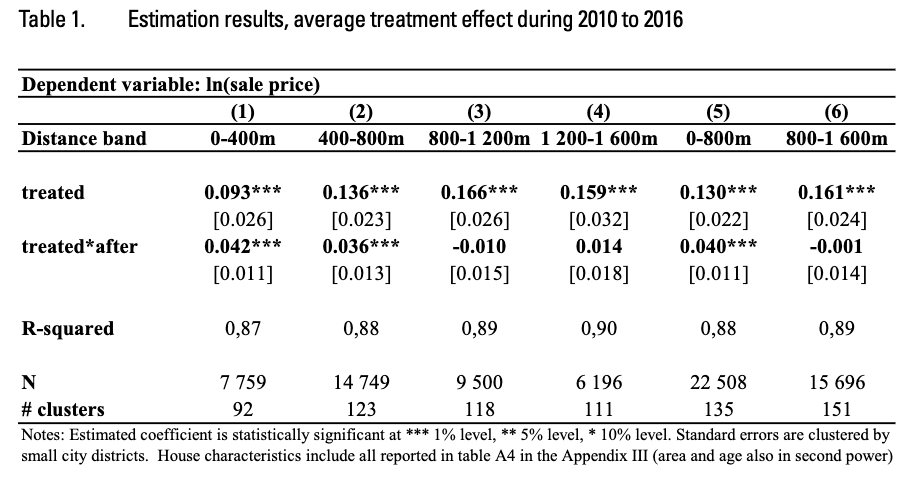 Table 1. Estimation results, average treatment effect during 2010 to 2016
Dependent variable: ln(sale price)
(1) (2) (3) (4) (5) (6)
Distance band 0-400m 400-800m 800-1 200m 1 200-1 600m 0-800m 800-1 600m
treated 0.093*** 0.136*** 0.166*** 0.159*** 0.130*** 0.161***
[0.026] [0.023] [0.026] [0.032] [0.022] [0.024]
treated*after 0.042*** 0.036*** -0.010 0.014 0.040*** -0.001
[0.011] [0.013] [0.015] [0.018] [0.011] [0.014]
R-squared 0,87 0,88 0,89 0,90 0,88 0,89
N 7 759 14 749 9 500 6 196 22 508 15 696
# clusters 92 123 118 111 135 151
Notes: Estimated coefficient is statistically significant at *** 1% level, ** 5% level, * 10% level. Standard errors are clustered by
small city districts. House characteristics include all reported in table A4 in the Appendix III (area and age also in second power)